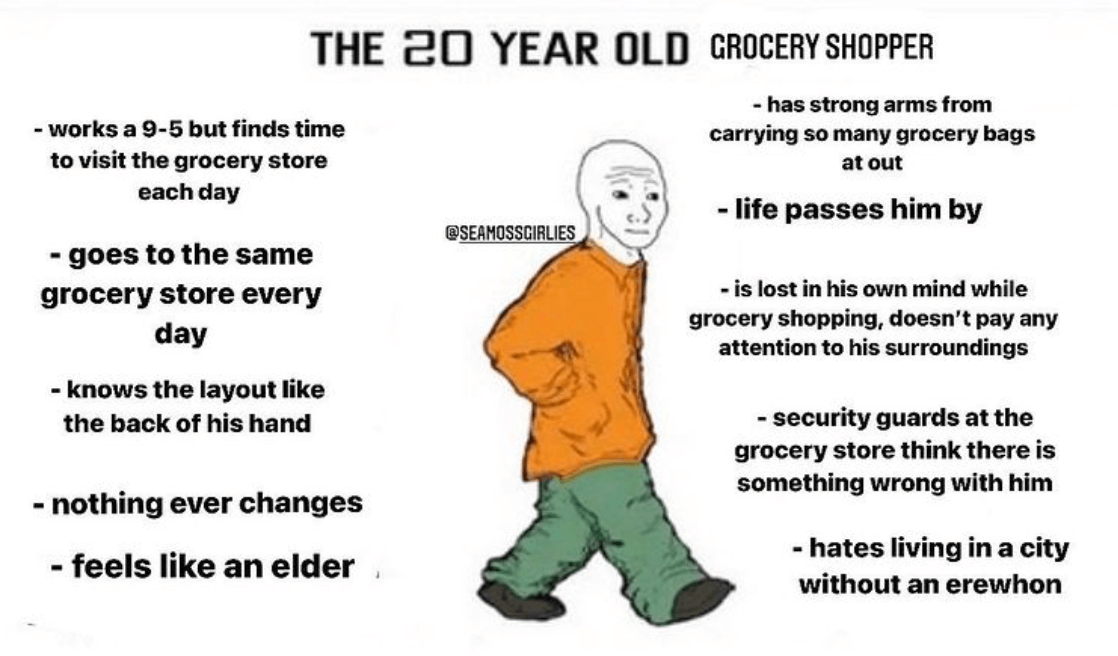 THE 20 YEAR OLD GROCERY SHOPPER
- works a 9-5 but finds time
to visit the grocery store
each day
- goes to the same
grocery store every
day
- knows the layout like
the back of his hand
- nothing ever changes
- feels like an elder
@SEAMOSSGIRLIES
- has strong arms from
carrying so many grocery bags
at out
- life passes him by
- is lost in his own mind while
grocery shopping, doesn't pay any
attention to his surroundings
- security guards at the
grocery store think there is
something wrong with him
- hates living in a city
without an erewhon